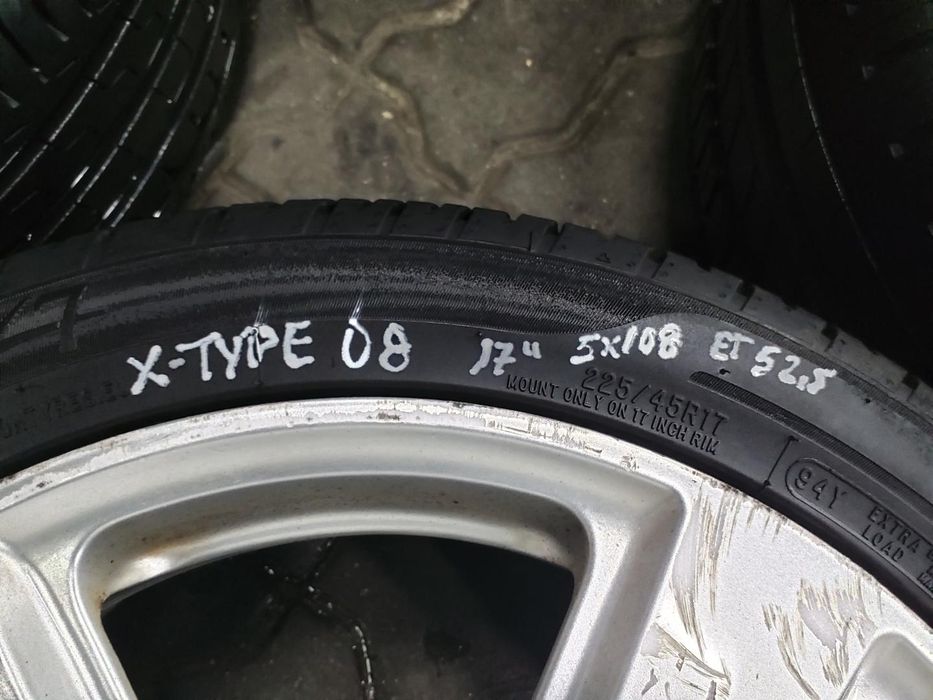 X-TYPE 08 17" 5x108 ET 52,5
225/45R17
MOUNT ONLY ON 17 INCH RIM
94Y
EXTRA
LOAD